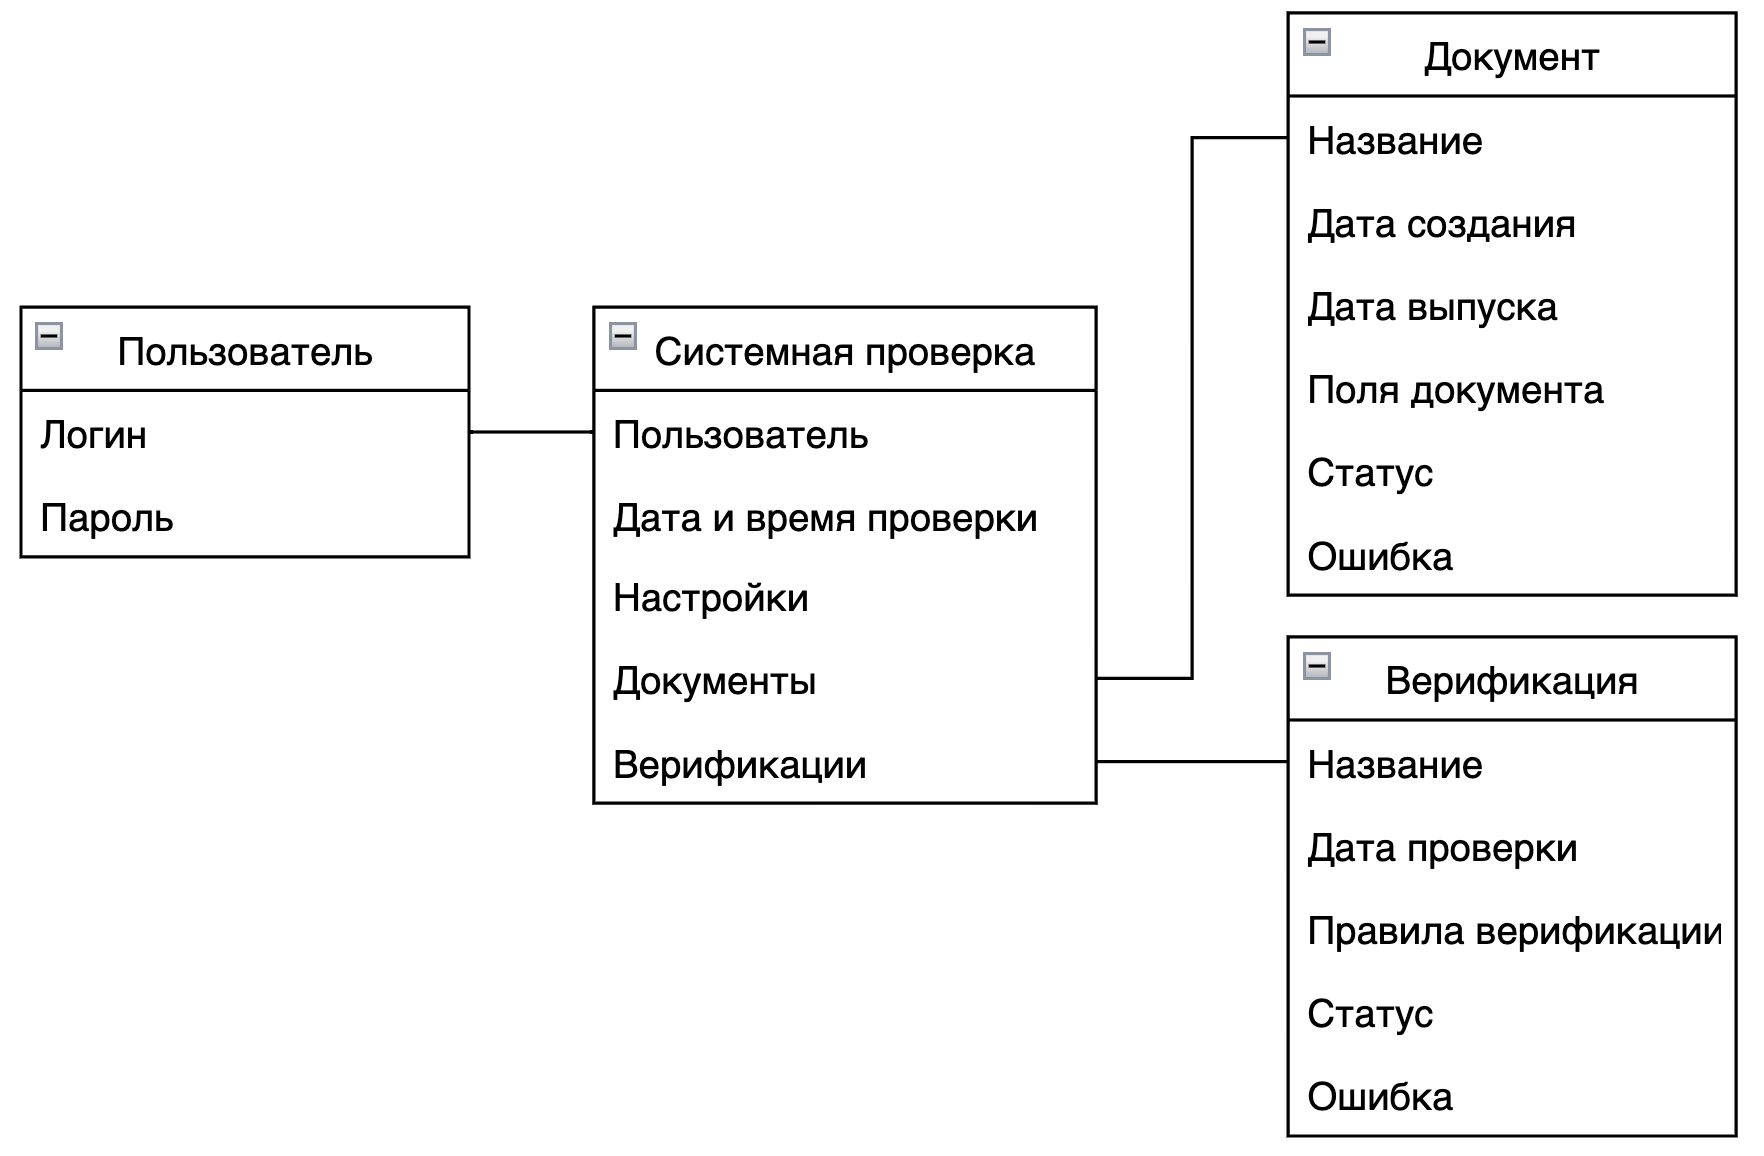 Пользователь
Логин
Пароль
Системная проверка
Пользователь
Дата и время проверки
Настройки
Документы
Верификации
Документ
Название
Дата создания
Дата выпуска
Поля документа
Статус
Ошибка
Верификация
Название
Дата проверки
Правила верификации
Статус
Ошибка